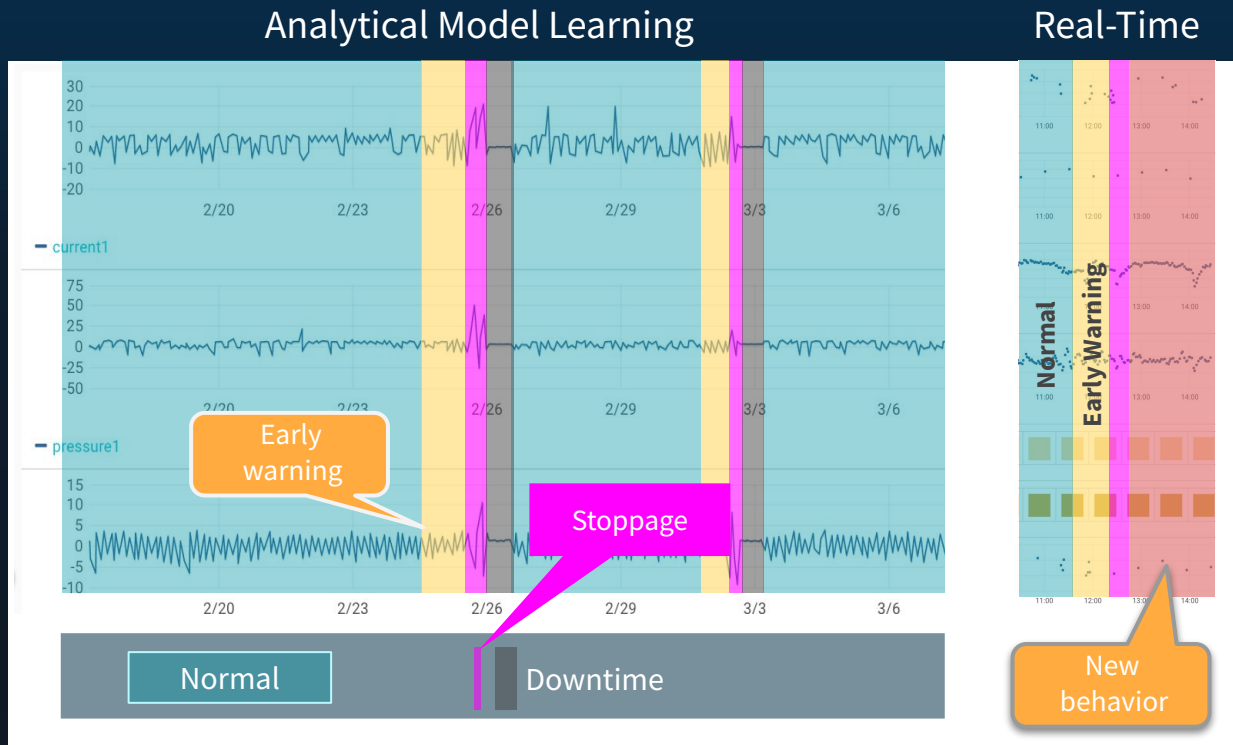 Analytical Model Learning
Real-Time
30
20
10
0
-10
-20
2/20 2/23 2/26 2/29 3/3 3/6
current1
75
50
25
0
-25
-50
2/20 2/23 2/26 2/29 3/3 3/6
pressure1
15
10
5
0
-5
-10
2/20 2/23 2/26 2/29 3/3 3/6
Early
warning
Stoppage
Normal
Downtime
11:00 12:00 13:00 14:00
11:00 12:00 13:00 14:00
13:00 14:00
11:00 13:00 14:00
Normal
Early Warning
11:00 12:00 13:00 14:00
New
behavior